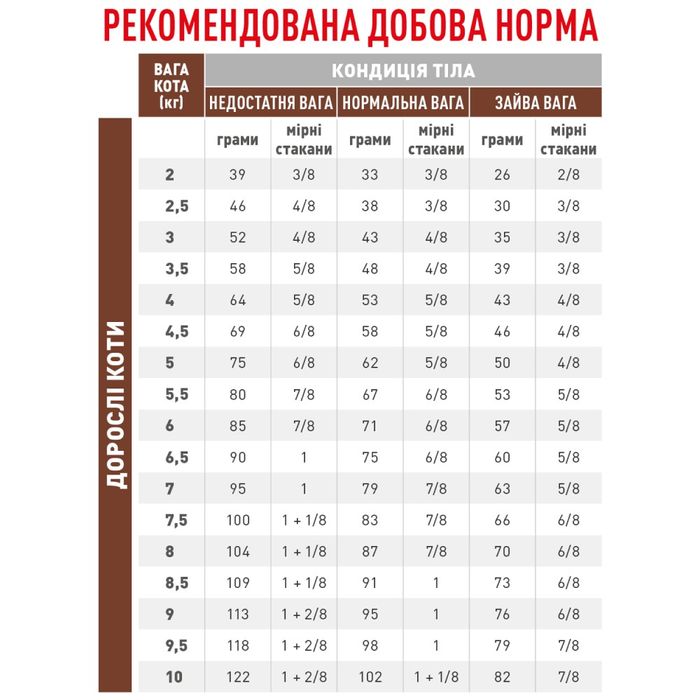 РЕКОМЕНДОВАНА ДОБОВА НОРМА
ВАГА КОТА (кг)
КОНДИЦІЯ ТІЛА
НЕДОСТАТНЯ ВАГА НОРМАЛЬНА ВАГА ЗАЙВА ВАГА
грами мірні стакани грами мірні стакани грами мірні стакани
ДОРОСЛІ КОТИ
2 39 3/8 33 3/8 26 2/8
2,5 46 4/8 38 3/8 30 3/8
3 52 4/8 43 4/8 35 3/8
3,5 58 5/8 48 4/8 39 3/8
4 64 5/8 53 5/8 43 4/8
4,5 69 6/8 58 5/8 46 4/8
5 75 6/8 62 5/8 50 4/8
5,5 80 7/8 67 6/8 53 5/8
6 85 7/8 71 6/8 57 5/8
6,5 90 1 75 6/8 60 5/8
7 95 1 79 7/8 63 5/8
7,5 100 1 + 1/8 83 7/8 66 6/8
8 104 1 + 1/8 87 7/8 70 6/8
8,5 109 1 + 1/8 91 1 73 6/8
9 113 1 + 2/8 95 1 76 6/8
9,5 118 1 + 2/8 98 1 79 7/8
10 122 1 + 2/8 102 1 + 1/8 82 7/8